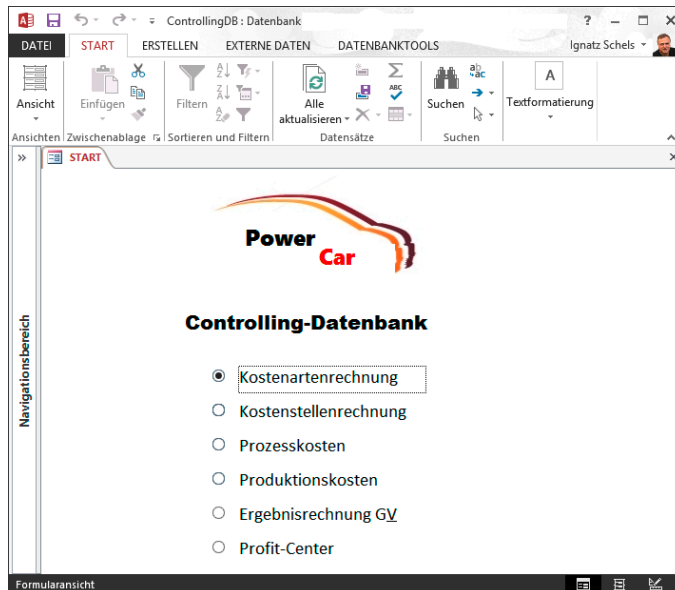 ControllingDB : Datenbank
?
DATEI START ERSTELLEN EXTERNE DATEN DATENBANKTOOLS Ignatz Schels
Ansicht Einfügen Filtern Alle aktualisieren Suchen Textformatierung
Ansichten Zwischenablage Sortieren und Filtern Datensätze Suchen
START
Navigationsbereich
Power
Car
Controlling-Datenbank
Kostenartenrechnung
Kostenstellenrechnung
Prozesskosten
Produktionskosten
Ergebnisrechnung GV
Profit-Center
Formularansicht